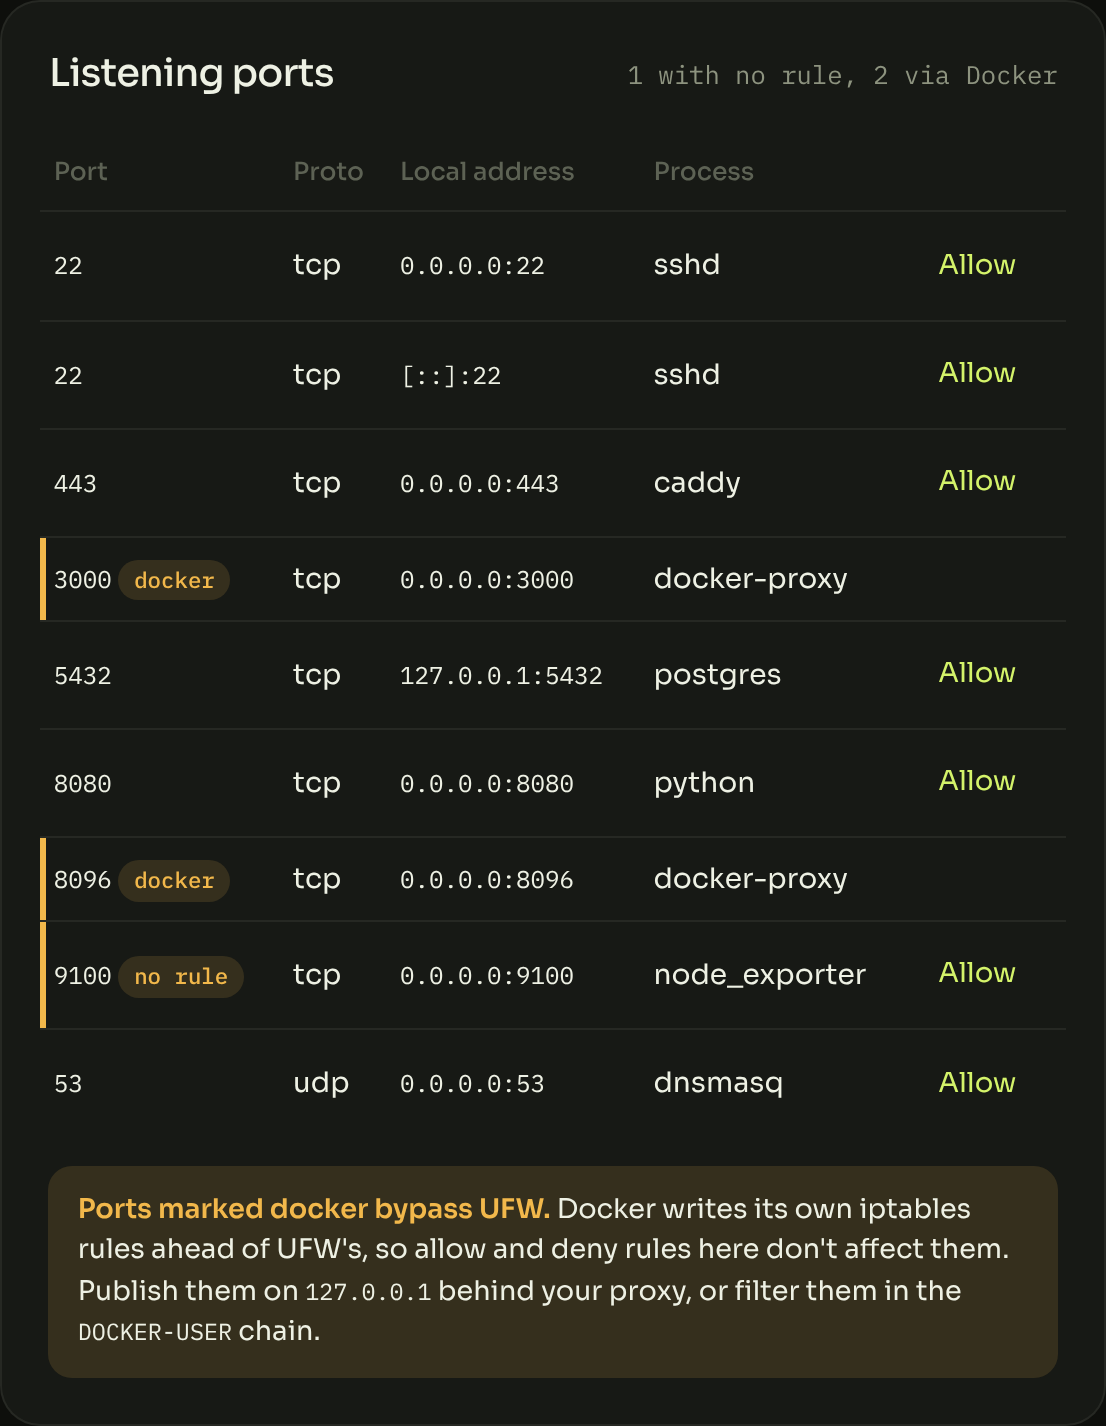 Listening ports 1 with no rule, 2 via Docker
Port Proto Local address Process
22 tcp 0.0.0.0:22 sshd Allow
22 tcp [::]:22 sshd Allow
443 tcp 0.0.0.0:443 caddy Allow
3000 docker tcp 0.0.0.0:3000 docker-proxy
5432 tcp 127.0.0.1:5432 postgres Allow
8080 tcp 0.0.0.0:8080 python Allow
8096 docker tcp 0.0.0.0:8096 docker-proxy
9100 no rule tcp 0.0.0.0:9100 node_exporter Allow
53 udp 0.0.0.0:53 dnsmasq Allow
Ports marked docker bypass UFW. Docker writes its own iptables
rules ahead of UFW's, so allow and deny rules here don't affect them.
Publish them on 127.0.0.1 behind your proxy, or filter them in the
DOCKER-USER chain.